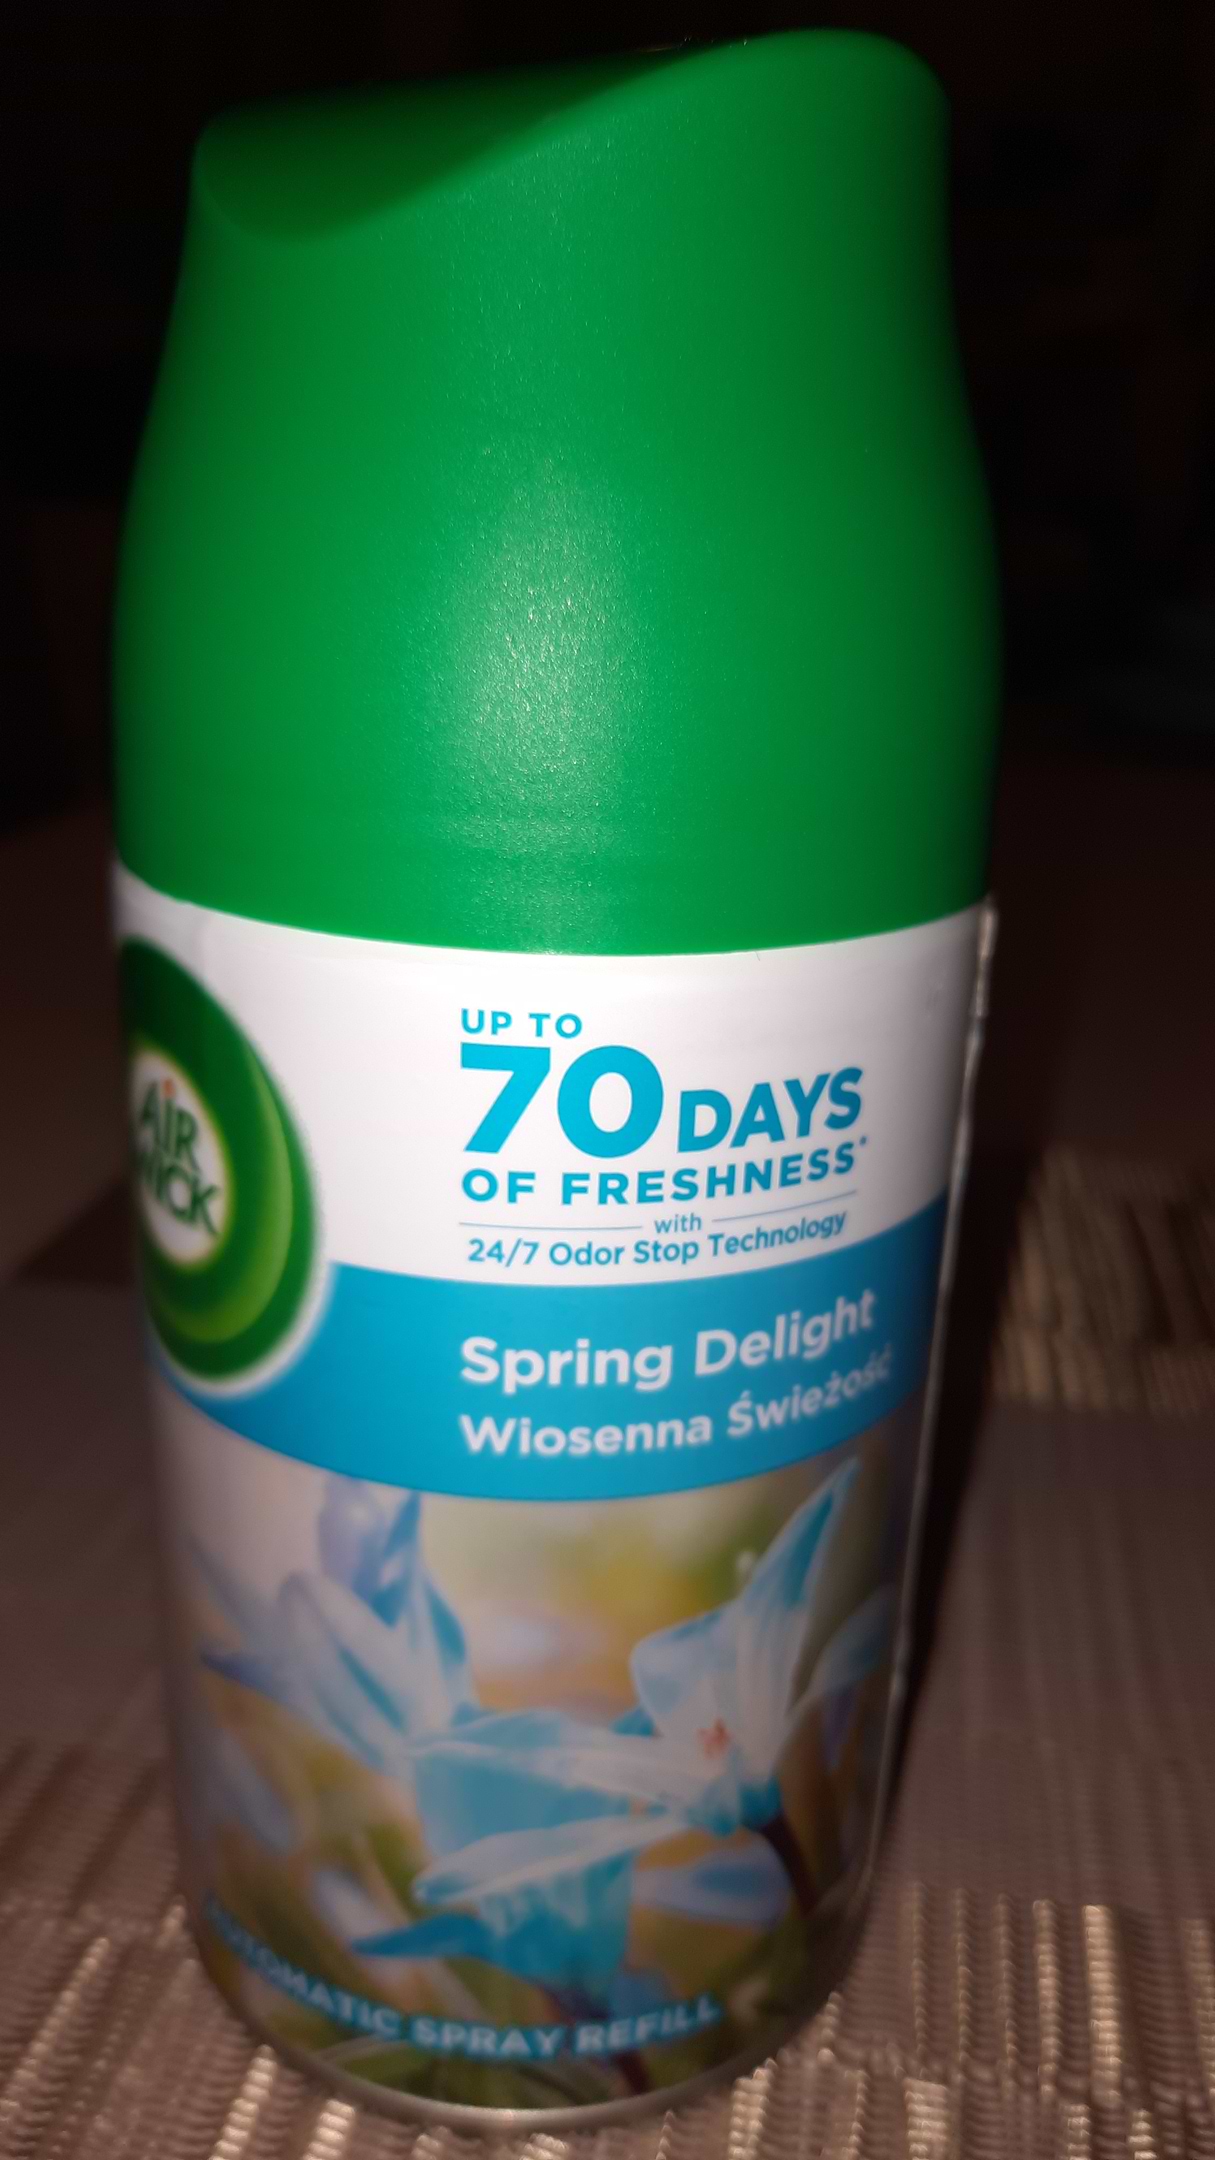 AIR
WICK
UP TO
70 DAYS
OF FRESHNESS*
with
24/7 Odor Stop Technology
Spring Delight
Wiosenna Świeżość
AUTOMATIC SPRAY REFILL